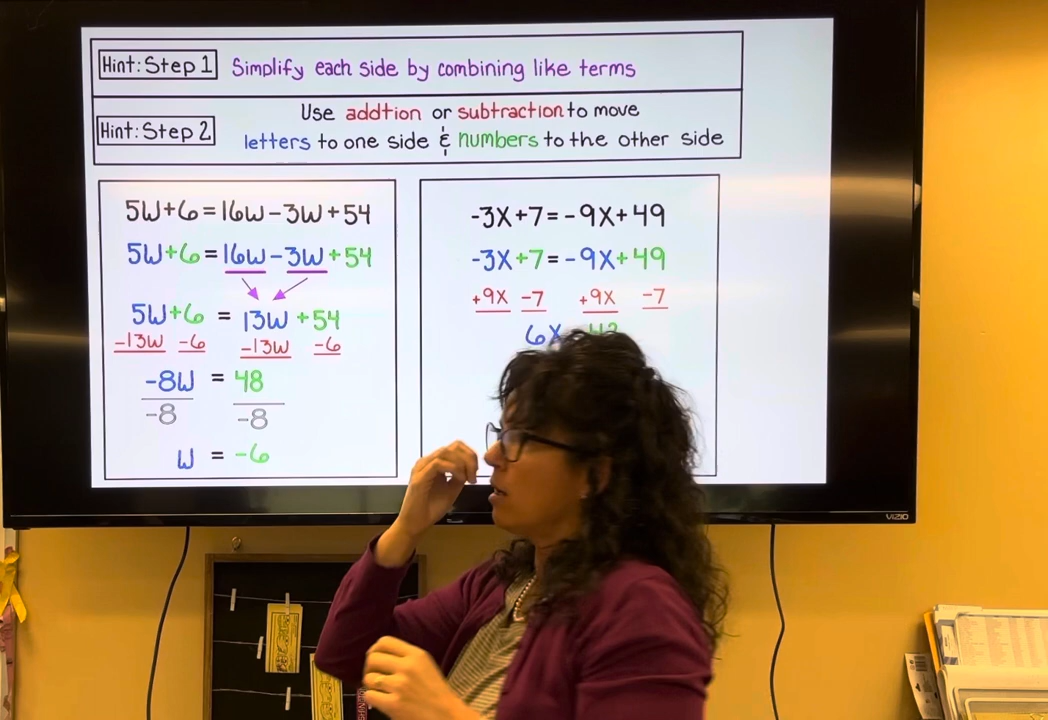 Hint: Step 1 Simplify each side by combining like terms
Hint: Step 2 Use addtion or subtraction to move
letters to one side & numbers to the other side
5W+6=16W-3W+54
5W+6=16W-3W+54
5W+6 = 13W+54
-13W -6 -13W -6
-8W = 48
-8 -8
W = -6
-3X+7=-9X+49
-3X+7=-9X+49
+9X -7 +9X -7
6X
VIZIO